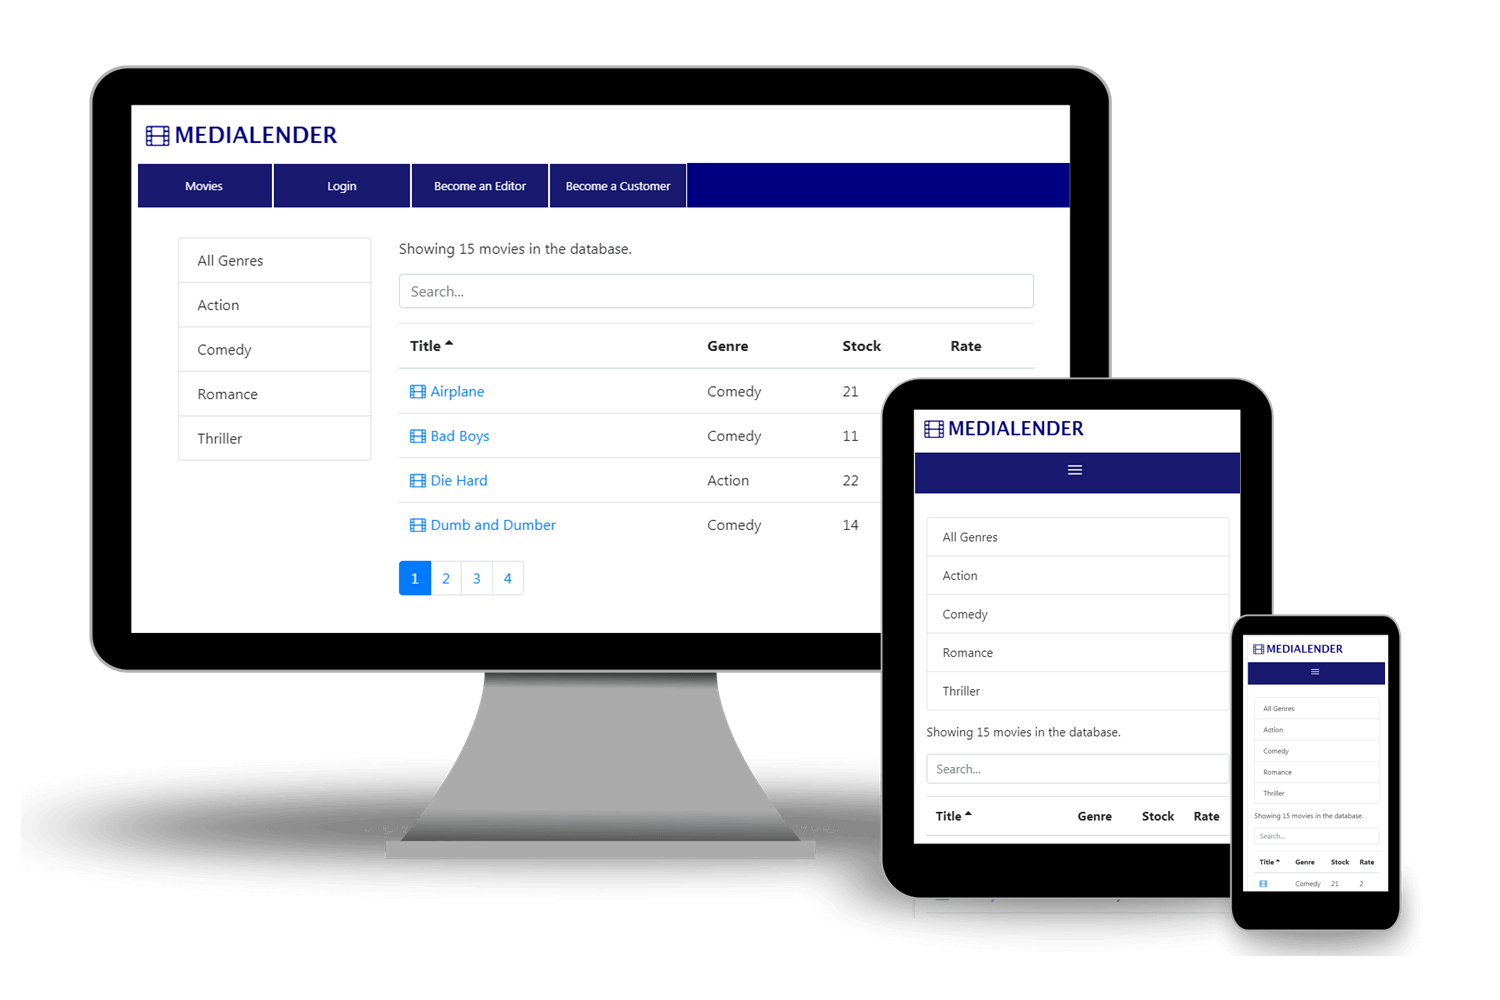 MEDIALENDER
Movies Login Become an Editor Become a Customer
All Genres
Action
Comedy
Romance
Thriller
Showing 15 movies in the database.
Search...
Title Genre Stock Rate
Airplane Comedy 21
Bad Boys Comedy 11
Die Hard Action 22
Dumb and Dumber Comedy 14
1 2 3 4
MEDIALENDER
All Genres
Action
Comedy
Romance
Thriller
Showing 15 movies in the database.
Search...
Title Genre Stock Rate
MEDIALENDER
All Genres
Action
Comedy
Romance
Thriller
Showing 15 movies in the database.
Search...
Title Genre Stock Rate
Comedy 21 2